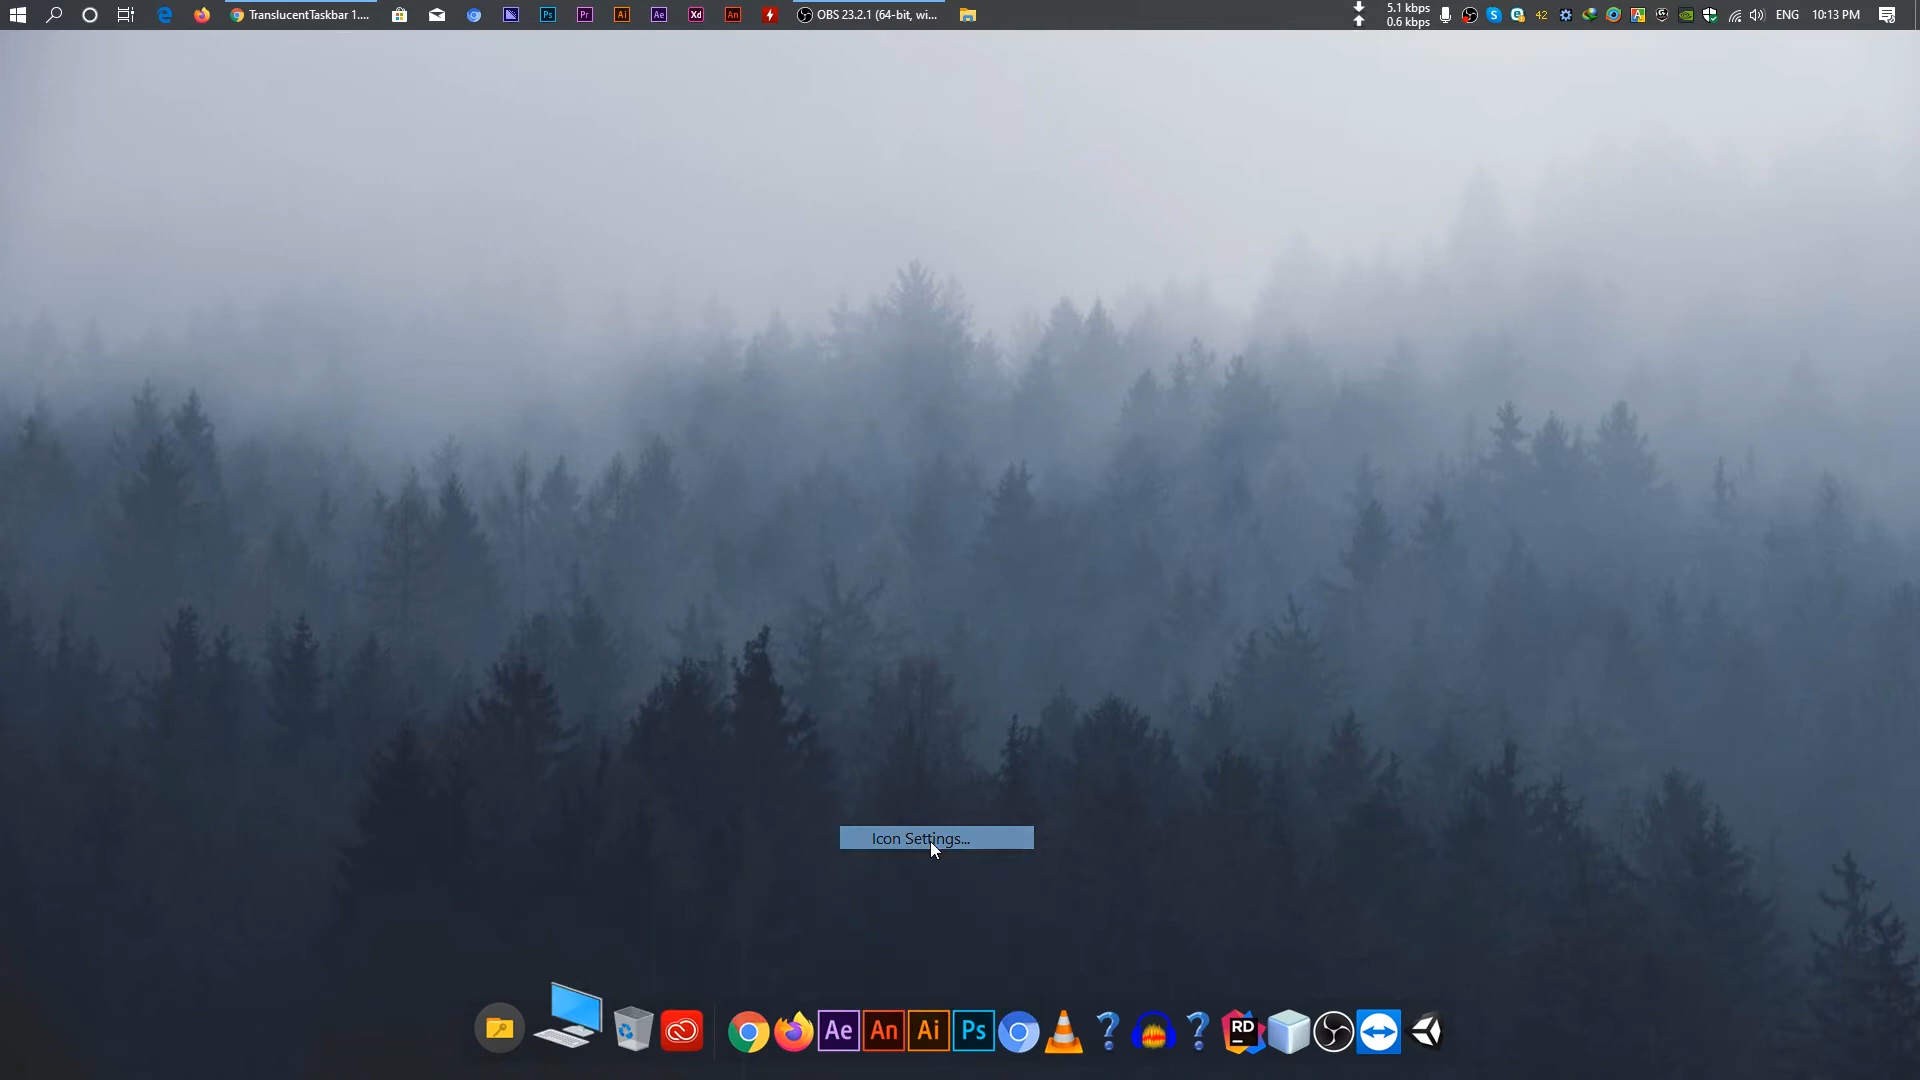 TranslucentTaskbar 1....
Ps
Pr
Ai
Ae
Xd
An
OBS 23.2.1 (64-bit, wi...
5.1 kbps
0.6 kbps
42
ENG
10:13 PM
Icon Settings...
Ae
An
Ai
Ps
?
?
RD